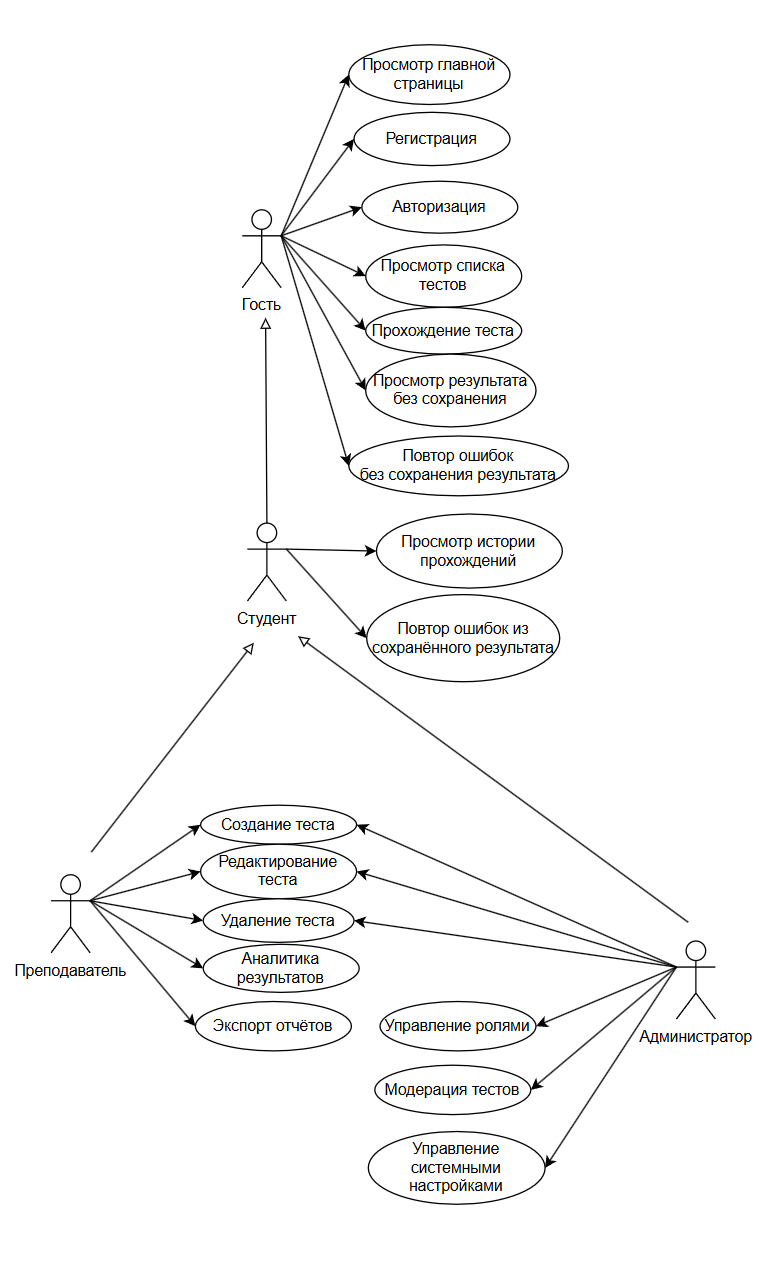 Просмотр главной
страницы
Регистрация
Авторизация
Просмотр списка
тестов
Гость
Прохождение теста
Просмотр результата
без сохранения
Повтор ошибок
без сохранения результата
Просмотр истории
прохождений
Студент
Повтор ошибок из
сохранённого результата
Создание теста
Редактирование
теста
Удаление теста
Аналитика
результатов
Преподаватель
Экспорт отчётов
Управление ролями
Администратор
Модерация тестов
Управление
системными
настройками